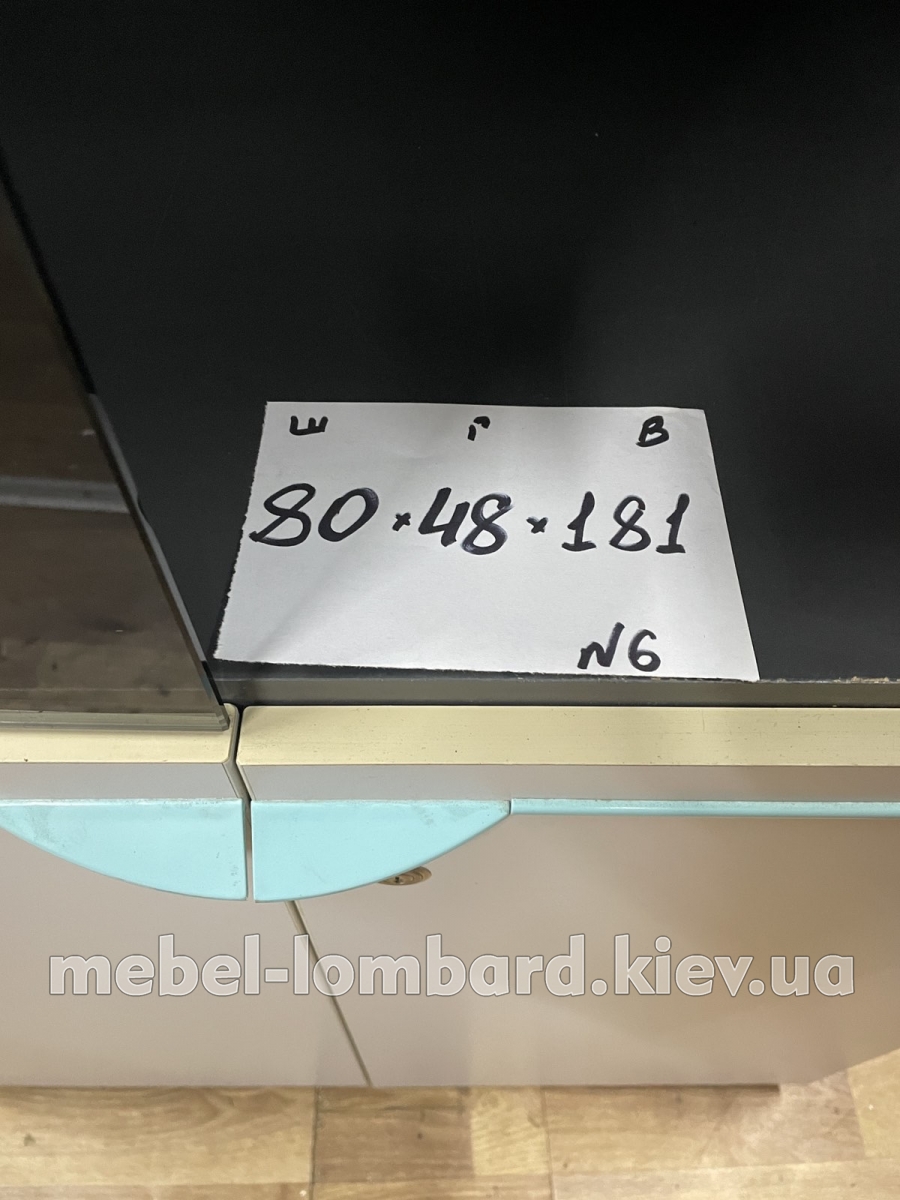 Ш Г В
80 × 48 × 181
N6
mebel-lombard.kiev.ua